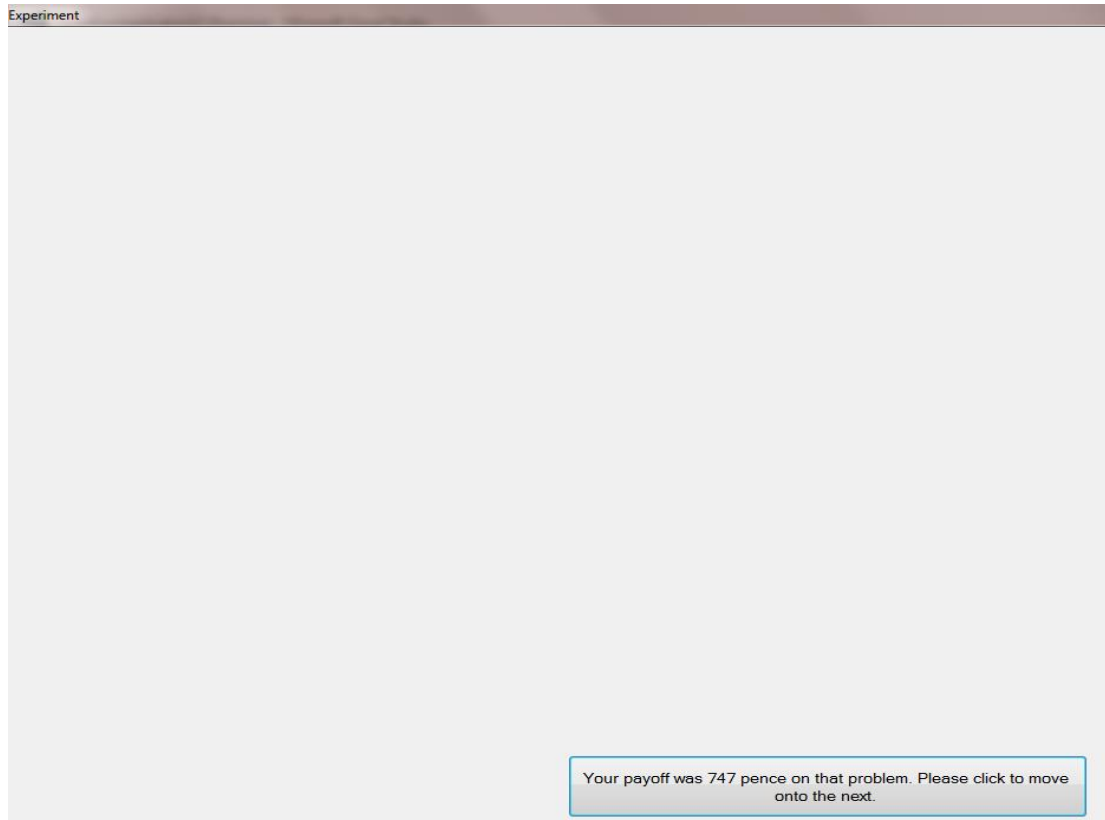 Experiment
Your payoff was 747 pence on that problem. Please click to move
onto the next.